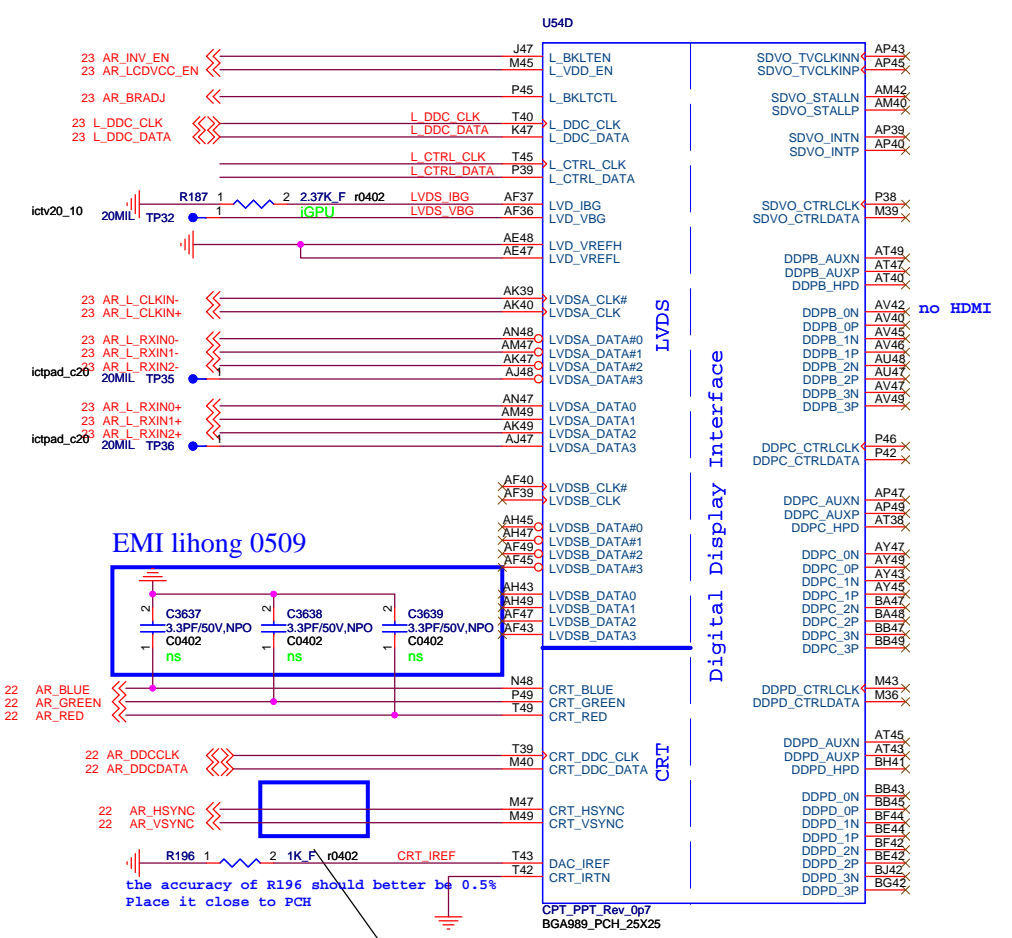 U54D
23 AR_INV_EN J47 L_BKLTEN SDVO_TVCLKINN AP43
23 AR_LCDVCC_EN M45 L_VDD_EN SDVO_TVCLKINP AP45
23 AR_BRADJ P45 L_BKLTCTL SDVO_STALLN AM42
SDVO_STALLP AM40
23 L_DDC_CLK L_DDC_CLK T40 L_DDC_CLK
23 L_DDC_DATA L_DDC_DATA K47 L_DDC_DATA SDVO_INTN AP39
SDVO_INTP AP40
L_CTRL_CLK T45 L_CTRL_CLK
L_CTRL_DATA P39 L_CTRL_DATA
R187 1 2 2.37K_F r0402 LVDS_IBG AF37 LVD_IBG SDVO_CTRLCLK P38
ictv20_10 20MIL TP32 1 iGPU LVDS_VBG AF36 LVD_VBG SDVO_CTRLDATA M39
AE48 LVD_VREFH
AE47 LVD_VREFL DDPB_AUXN AT49
DDPB_AUXP AT47
DDPB_HPD AT40
23 AR_L_CLKIN- AK39 LVDSA_CLK#
23 AR_L_CLKIN+ AK40 LVDSA_CLK DDPB_0N AV42 no HDMI
DDPB_0P AV40
23 AR_L_RXIN0- AN48 LVDSA_DATA#0 DDPB_1N AV45
23 AR_L_RXIN1- AM47 LVDSA_DATA#1 DDPB_1P AV46
23 AR_L_RXIN2- AK47 LVDSA_DATA#2 DDPB_2N AU48
ictpad_c20 20MIL TP35 1 AJ48 LVDSA_DATA#3 DDPB_2P AU47
DDPB_3N AV47
23 AR_L_RXIN0+ AN47 LVDSA_DATA0 DDPB_3P AV49
23 AR_L_RXIN1+ AM49 LVDSA_DATA1
23 AR_L_RXIN2+ AK49 LVDSA_DATA2
ictpad_c20 20MIL TP36 1 AJ47 LVDSA_DATA3 DDPC_CTRLCLK P46
DDPC_CTRLDATA P42
LVDS
Digital Display Interface
AF40 LVDSB_CLK#
AF39 LVDSB_CLK DDPC_AUXN AP47
DDPC_AUXP AP49
AH45 LVDSB_DATA#0 DDPC_HPD AT38
AH47 LVDSB_DATA#1
EMI lihong 0509
AF49 LVDSB_DATA#2 DDPC_0N AY47
AF45 LVDSB_DATA#3 DDPC_0P AY49
DDPC_1N AY43
AH43 LVDSB_DATA0 DDPC_1P AY45
AH49 LVDSB_DATA1 DDPC_2N BA47
AF47 LVDSB_DATA2 DDPC_2P BA48
AF43 LVDSB_DATA3 DDPC_3N BB47
DDPC_3P BB49
2 2 2
C3637 C3638 C3639
3.3PF/50V,NPO 3.3PF/50V,NPO 3.3PF/50V,NPO
C0402 C0402 C0402
1 ns 1 ns 1 ns
22 AR_BLUE N48 CRT_BLUE DDPD_CTRLCLK M43
22 AR_GREEN P49 CRT_GREEN DDPD_CTRLDATA M36
22 AR_RED T49 CRT_RED
DDPD_AUXN AT45
22 AR_DDCCLK T39 CRT_DDC_CLK DDPD_AUXP AT43
22 AR_DDCDATA M40 CRT_DDC_DATA DDPD_HPD BH41
CRT
DDPD_0N BB43
22 AR_HSYNC M47 CRT_HSYNC DDPD_0P BB45
22 AR_VSYNC M49 CRT_VSYNC DDPD_1N BF44
DDPD_1P BE44
DDPD_2N BF42
R196 1 2 1K_F r0402 CRT_IREF T43 DAC_IREF DDPD_2P BE42
T42 CRT_IRTN DDPD_3N BJ42
DDPD_3P BG42
the accuracy of R196 should better be 0.5%
Place it close to PCH
CPT_PPT_Rev_0p7
BGA989_PCH_25X25